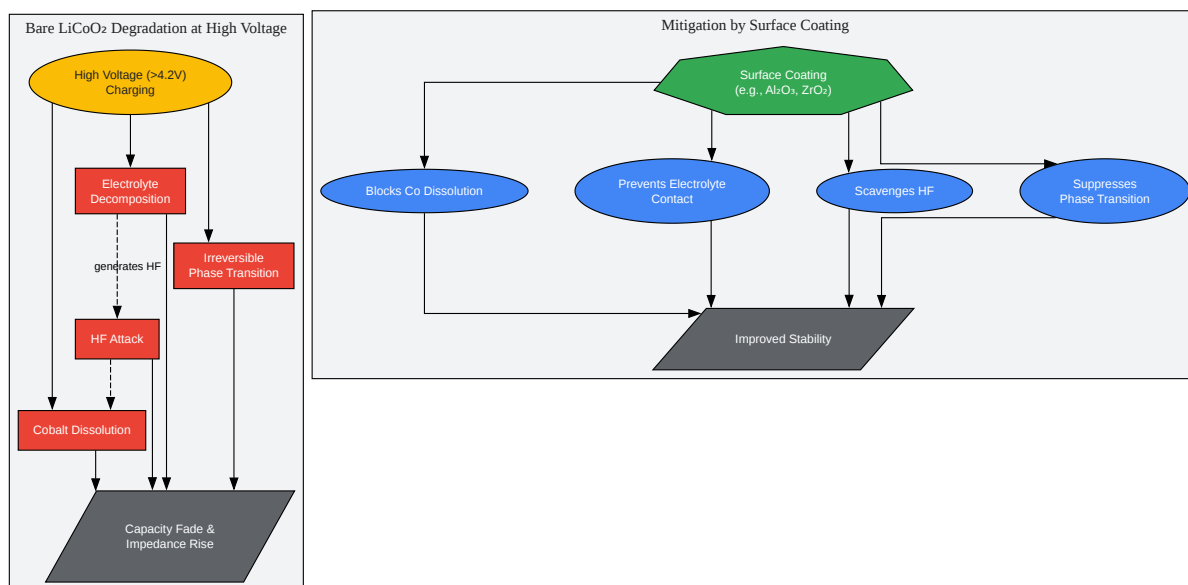 Bare LiCoO₂ Degradation at High Voltage
High Voltage (>4.2V)
Charging
Electrolyte
Decomposition
Irreversible
Phase Transition
generates HF
HF Attack
Cobalt Dissolution
Capacity Fade &
Impedance Rise
Mitigation by Surface Coating
Surface Coating
(e.g., Al₂O₃, ZrO₂)
Blocks Co Dissolution
Prevents Electrolyte
Contact
Scavenges HF
Suppresses
Phase Transition
Improved Stability